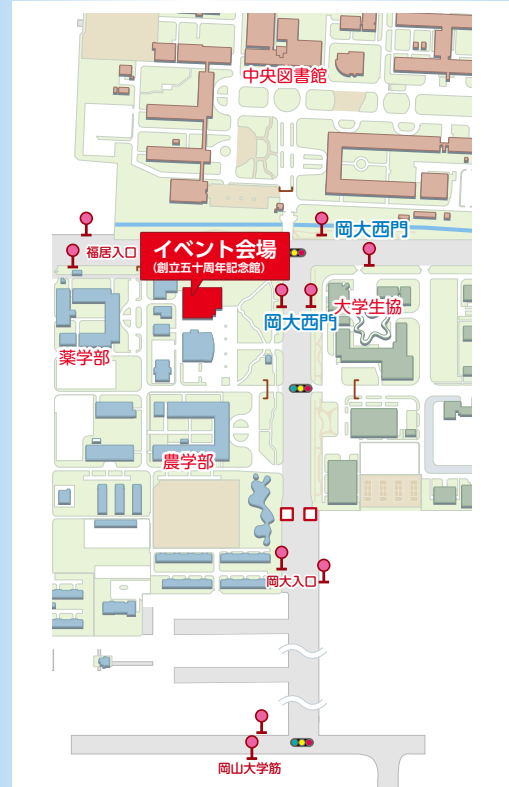 中央図書館
岡大西門
福居入口
イベント会場
(創立五十周年記念館)
大学生協
岡大西門
薬学部
農学部
岡大入口
岡山大学筋